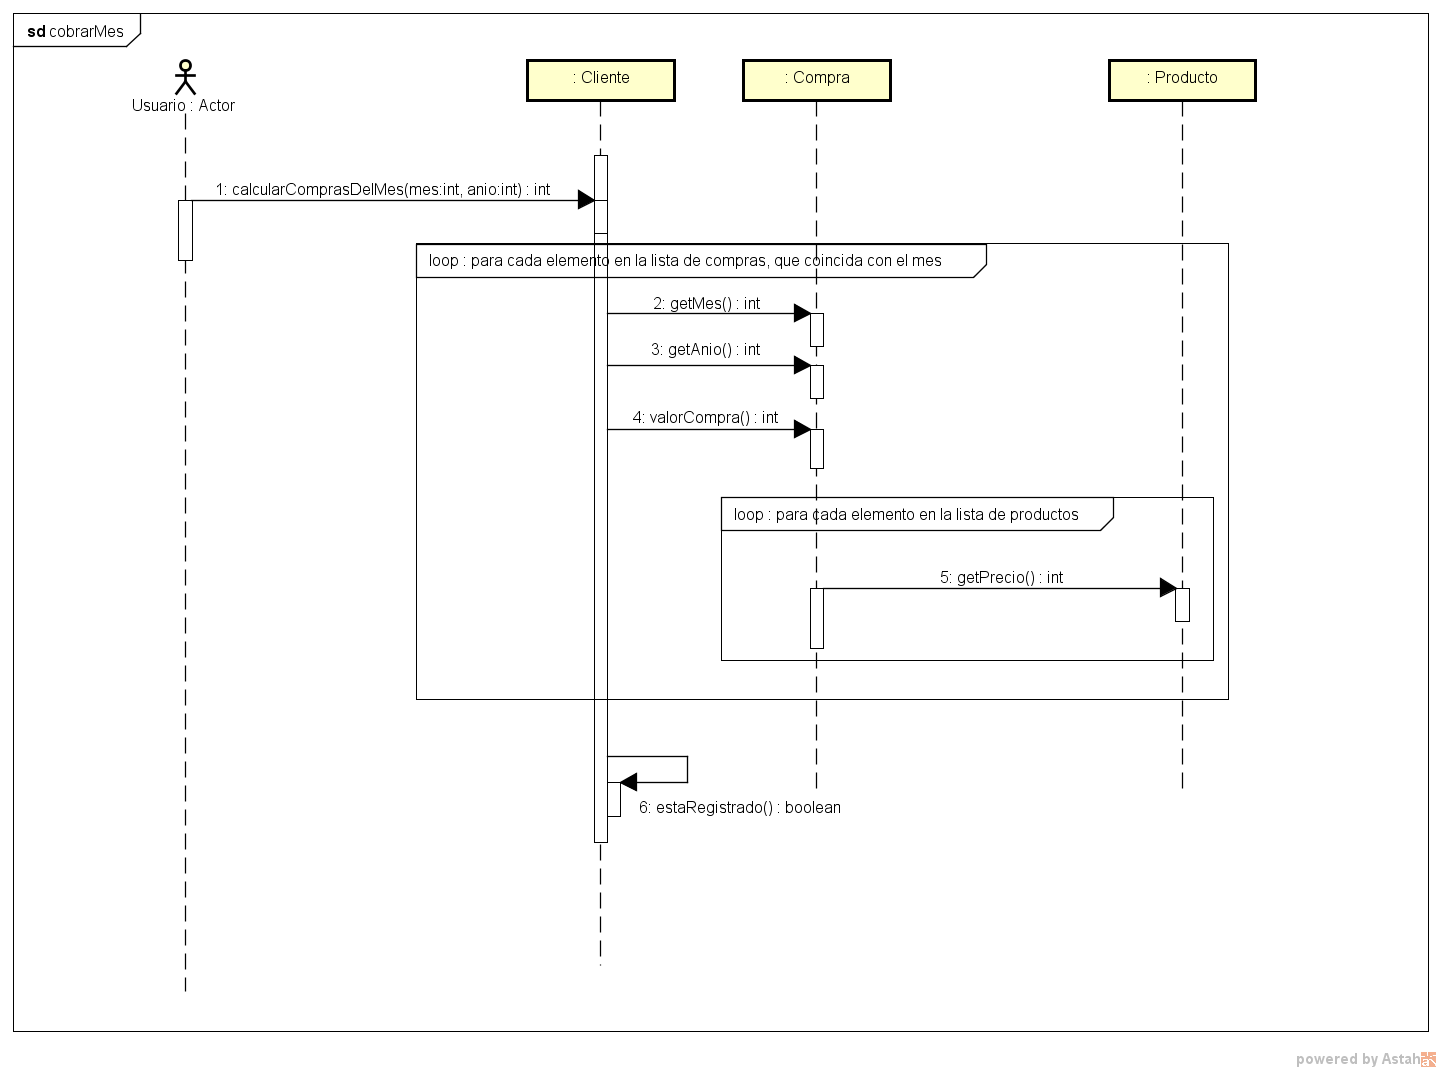 sd cobrarMes
Usuario : Actor
: Cliente
: Compra
: Producto
1: calcularComprasDelMes(mes:int, anio:int) : int
loop : para cada elemento en la lista de compras, que coincida con el mes
2: getMes() : int
3: getAnio() : int
4: valorCompra() : int
loop : para cada elemento en la lista de productos
5: getPrecio() : int
6: estaRegistrado() : boolean
powered by Astah